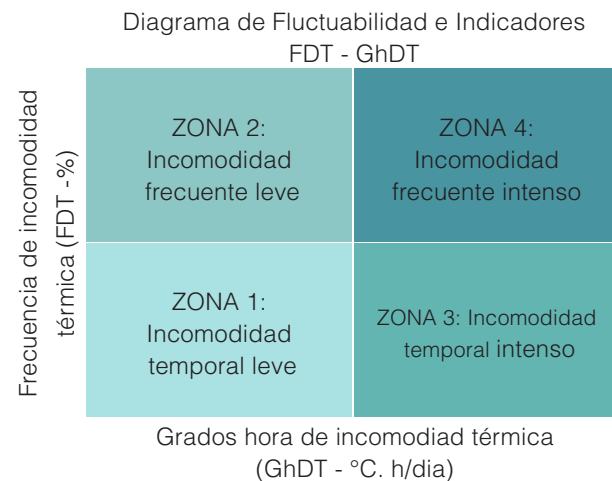 Diagrama de Fluctuabilidad e Indicadores
FDT - GhDT
Frecuencia de incomodidad
térmica (FDT -%)
ZONA 2:
Incomodidad
frecuente leve
ZONA 4:
Incomodidad
frecuente intenso
ZONA 1:
Incomodidad
temporal leve
ZONA 3: Incomodidad
temporal intenso
Grados hora de incomodiad térmica
(GhDT - °C. h/dia)